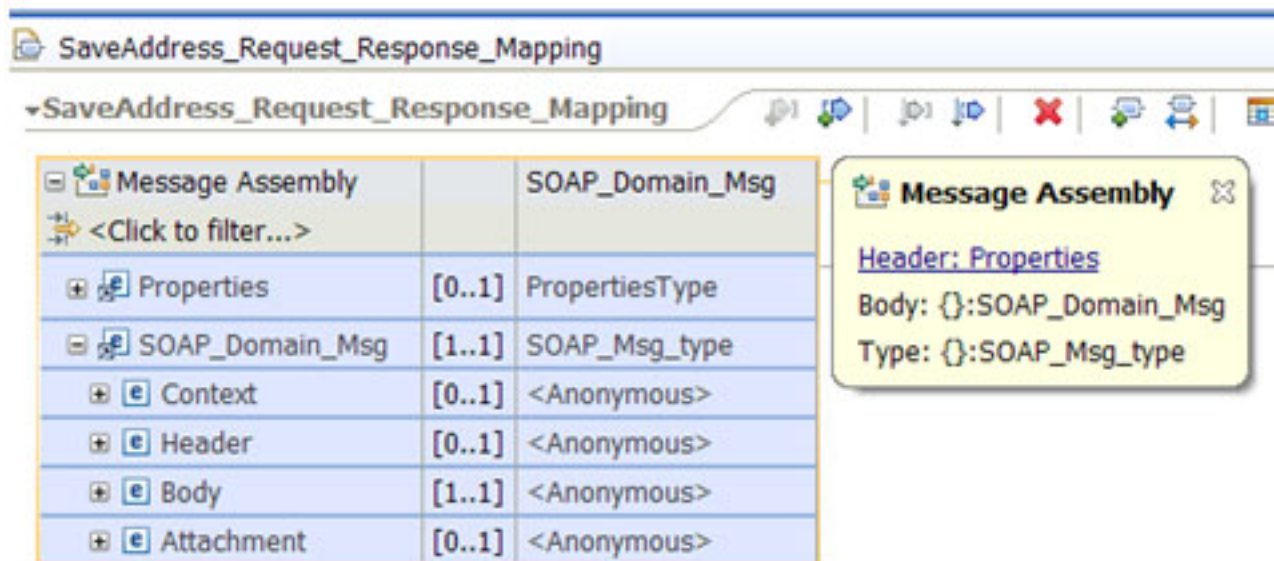 SaveAddress_Request_Response_Mapping
SaveAddress_Request_Response_Mapping
Message Assembly SOAP_Domain_Msg
<Click to filter...>
Properties [0..1] PropertiesType
SOAP_Domain_Msg [1..1] SOAP_Msg_type
Context [0..1] <Anonymous>
Header [0..1] <Anonymous>
Body [1..1] <Anonymous>
Attachment [0..1] <Anonymous>
Message Assembly
Header: Properties
Body: {}:SOAP_Domain_Msg
Type: {}:SOAP_Msg_type